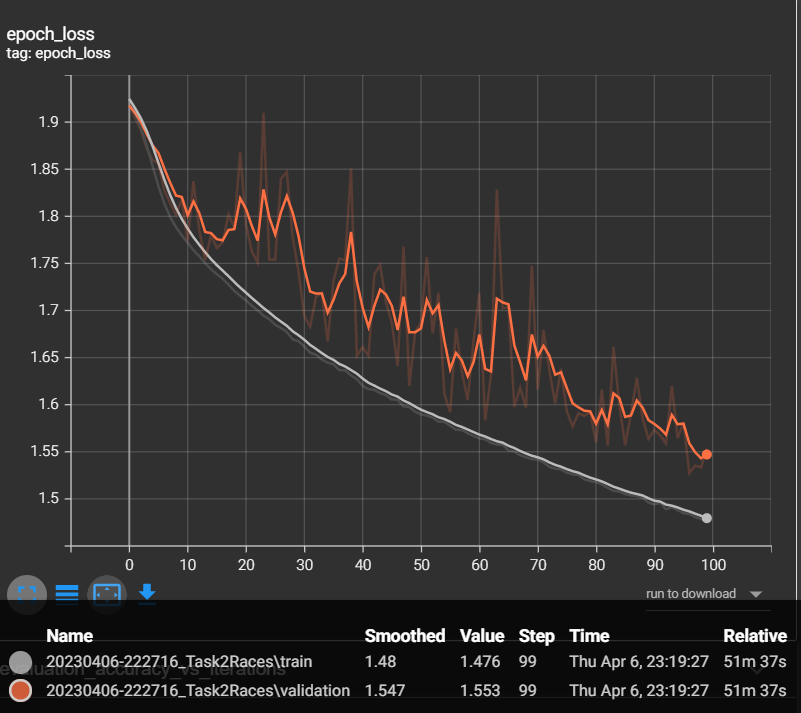 epoch_loss
tag: epoch_loss
1.9
1.85
1.8
1.75
1.7
1.65
1.6
1.55
1.5
0 10 20 30 40 50 60 70 80 90 100
run to download
Name Smoothed Value Step Time Relative
20230406-222716_Task2Races\train 1.48 1.476 99 Thu Apr 6, 23:19:27 51m 37s
evaluation_accuracy_vs_iterations
20230406-222716_Task2Races\validation 1.547 1.553 99 Thu Apr 6, 23:19:27 51m 37s